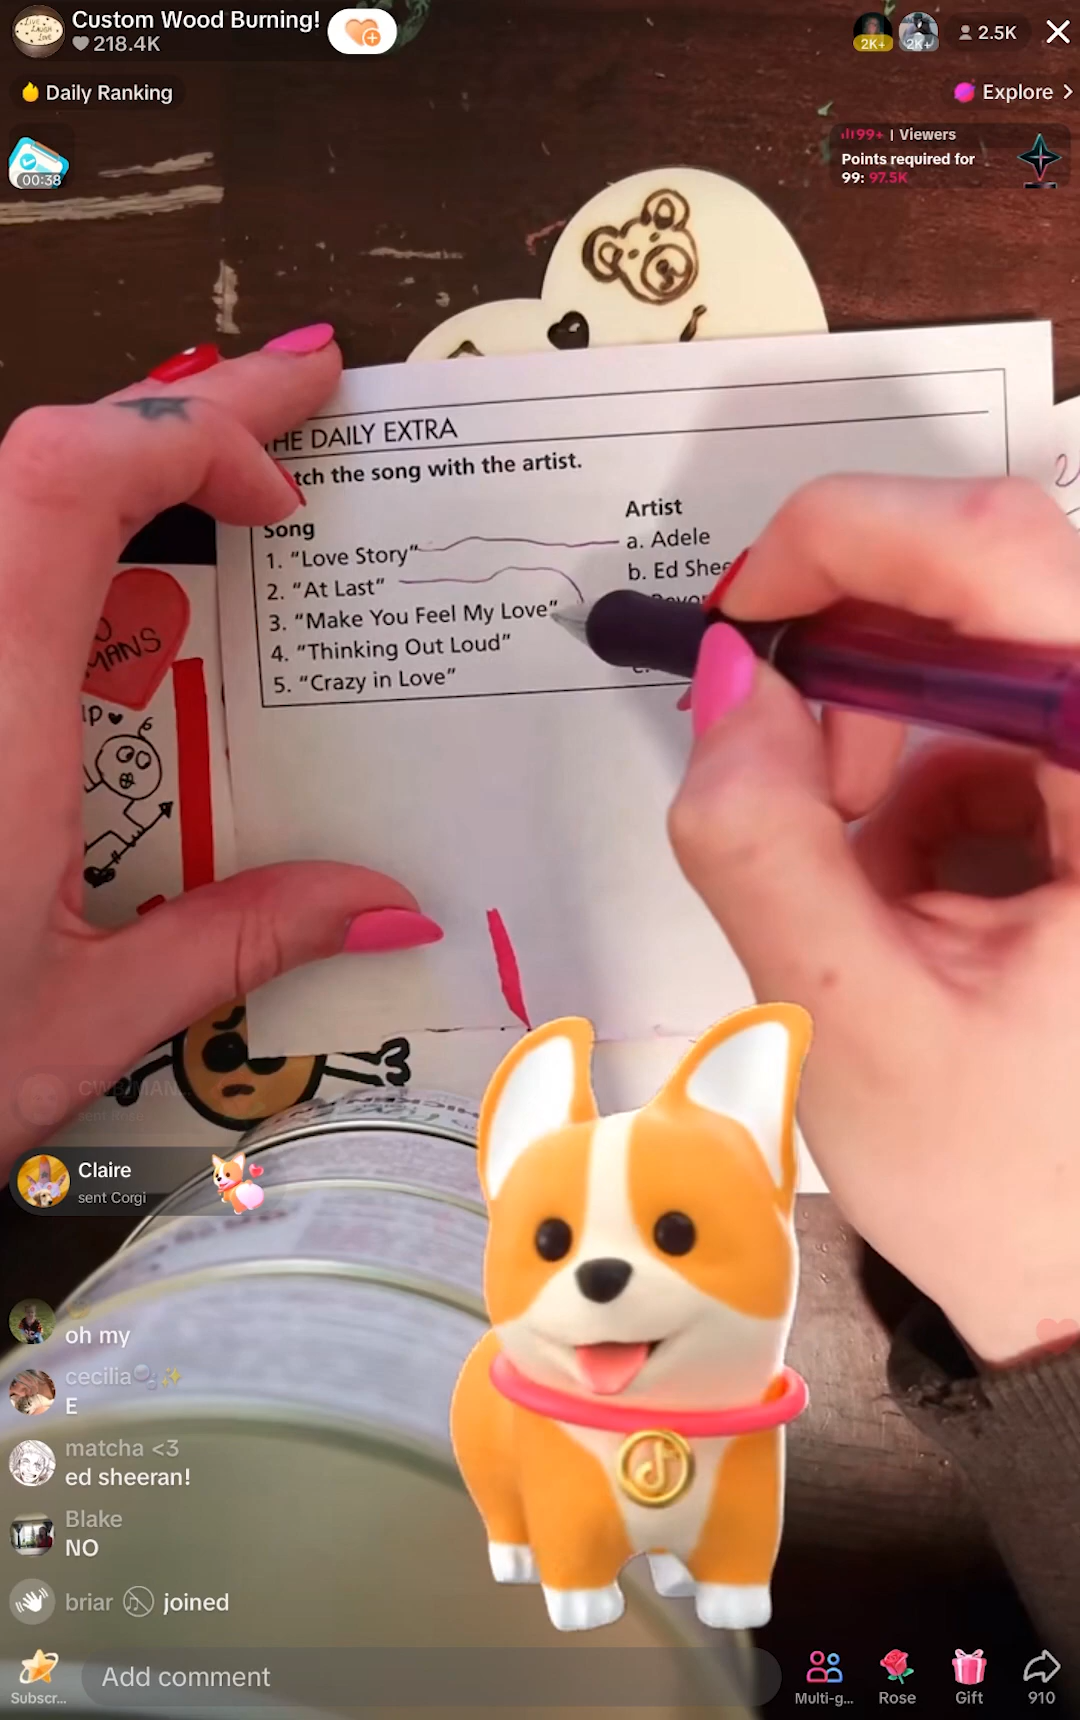 Custom Wood Burning!
218.4K
2K+
2K+
2.5K
Daily Ranking
Explore
00:38
99+ | Viewers
Points required for
99: 97.5K
HE DAILY EXTRA
tch the song with the artist.
Song
Artist
1. "Love Story"
a. Adele
2. "At Last"
b. Ed Shee
3. "Make You Feel My Love"
4. "Thinking Out Loud"
5. "Crazy in Love"
MANS
Claire
sent Corgi
oh my
cecilia
E
matcha <3
ed sheeran!
Blake
NO
briar joined
Add comment
Subscr...
Multi-g...
Rose
Gift
910